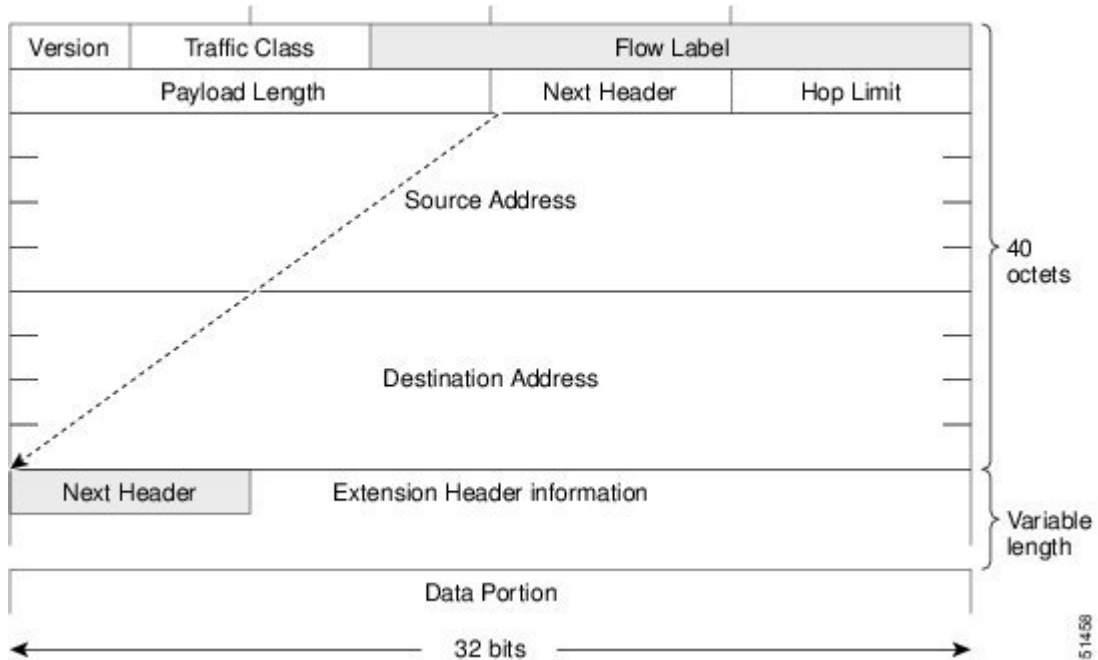 Version Traffic Class Flow Label
Payload Length Next Header Hop Limit
Source Address
40
octets
Destination Address
Next Header Extension Header information
Variable
length
Data Portion
32 bits
51458